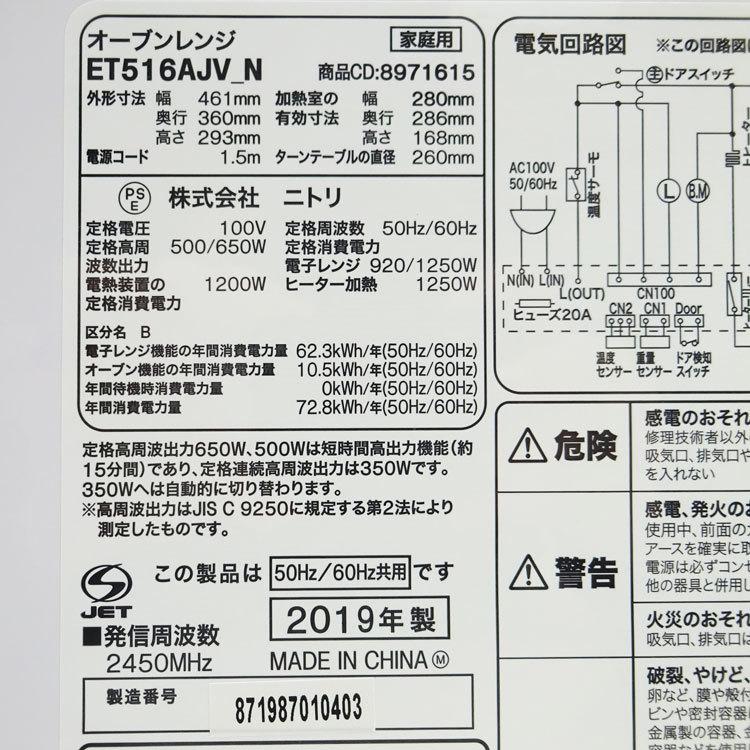 オーブンレンジ 家庭用
ET516AJV_N 商品CD:8971615
外形寸法 幅 461mm 加熱室の 幅 280mm
奥行 360mm 有効寸法 奥行 286mm
高さ 293mm 高さ 168mm
電源コード 1.5m ターンテーブルの直径 260mm
PS
E 株式会社 ニトリ
定格電圧 100V 定格周波数 50Hz/60Hz
定格高周 500/650W 定格消費電力
波数出力 電子レンジ 920/1250W
電熱装置の 1200W ヒーター加熱 1250W
定格消費電力
区分名 B
電子レンジ機能の年間消費電力量 62.3kWh/年(50Hz/60Hz)
オーブン機能の年間消費電力量 10.5kWh/年(50Hz/60Hz)
年間待機時消費電力量 0kWh/年(50Hz/60Hz)
年間消費電力量 72.8kWh/年(50Hz/60Hz)
定格高周波出力650W、500Wは短時間高出力機能(約
15分間)であり、定格連続高周波出力は350Wです。
350Wへは自動的に切り替わります。
※高周波出力はJIS C 9250に規定する第2法により
測定したものです。
JET
この製品は 50Hz/60Hz共用 です
■発信周波数
2450MHz
2019年製
MADE IN CHINA Ⓜ
製造番号 871987010403
電気回路図 ※この回路図
主 ドアスイッチ
AC100V
50/60Hz
温度サーモ
L
B.M
N(IN) L(IN) L(OUT) CN100
ヒューズ20A CN2 CN1 Door
温度
センサー
重量
センサー
ドア検知
スイッチ
危険
感電のおそれ
修理技術者以外
吸気口、排気口や
を入れない
警告
感電、発火のお
使用中、前面の
アースを確実に取
電源は必ずコンセ
他の器具と併用し
火災のおそれ
吸気口、排気口は
破裂、やけど、
卵など、膜や殻付
ビンや密封容器
金属製の容器、金